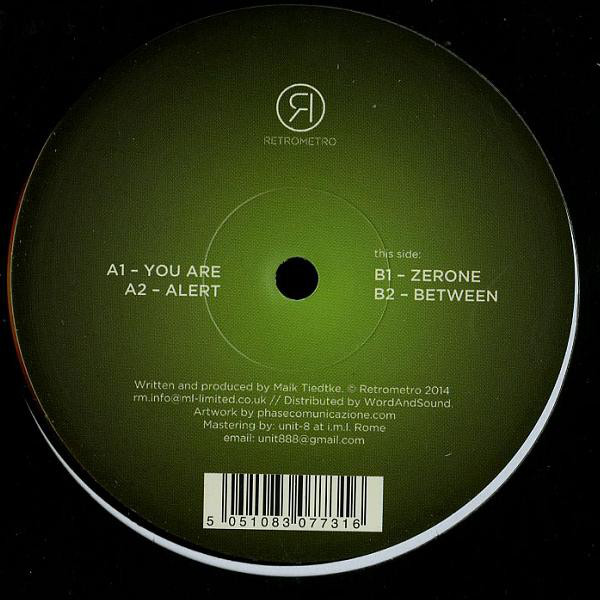 RETROMETRO
A1 – YOU ARE
A2 – ALERT
this side:
B1 – ZERONE
B2 – BETWEEN
Written and produced by Maik Tiedtke. © Retrometro 2014
rm.info@ml-limited.co.uk // Distributed by WordAndSound.
Artwork by phasecomunicazione.com
Mastering by: unit-8 at i.m.l. Rome
email: unit888@gmail.com
5 051083 077316